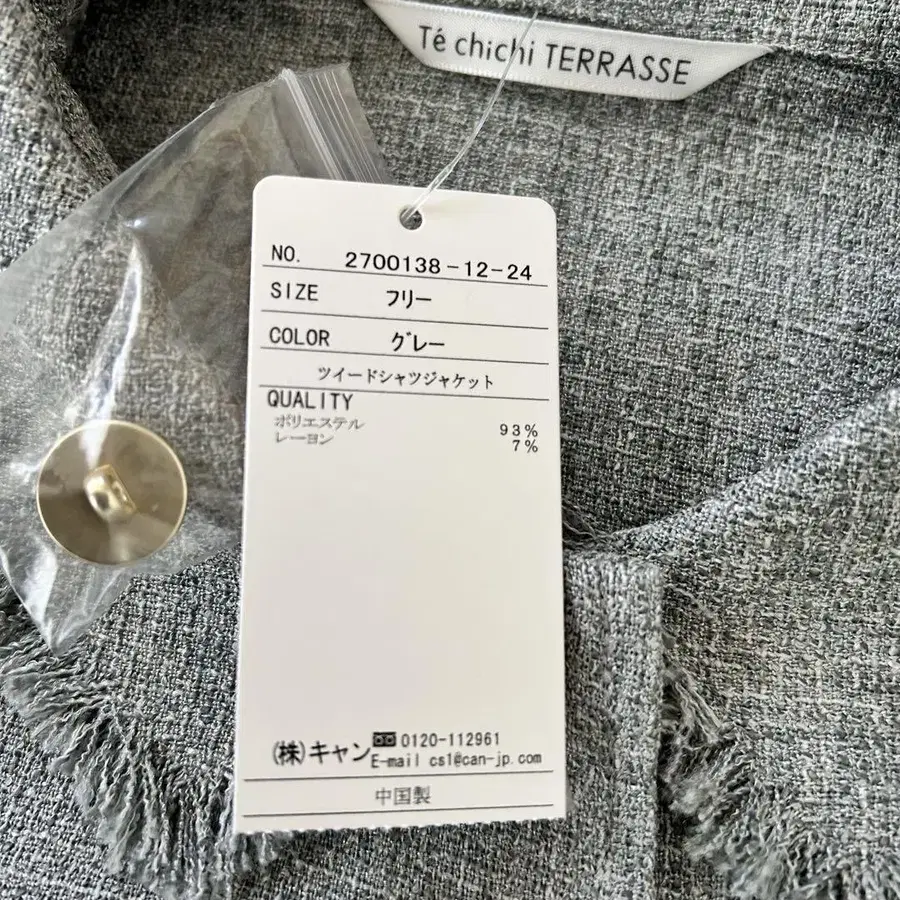 Té chichi TERRASSE
NO. 2700138-12-24
SIZE フリー
COLOR グレー
ツイードシャツジャケット
QUALITY
ポリエステル 93%
レーヨン 7%
(株)キャン 0120-112961
E-mail cs1@can-jp.com
中国製